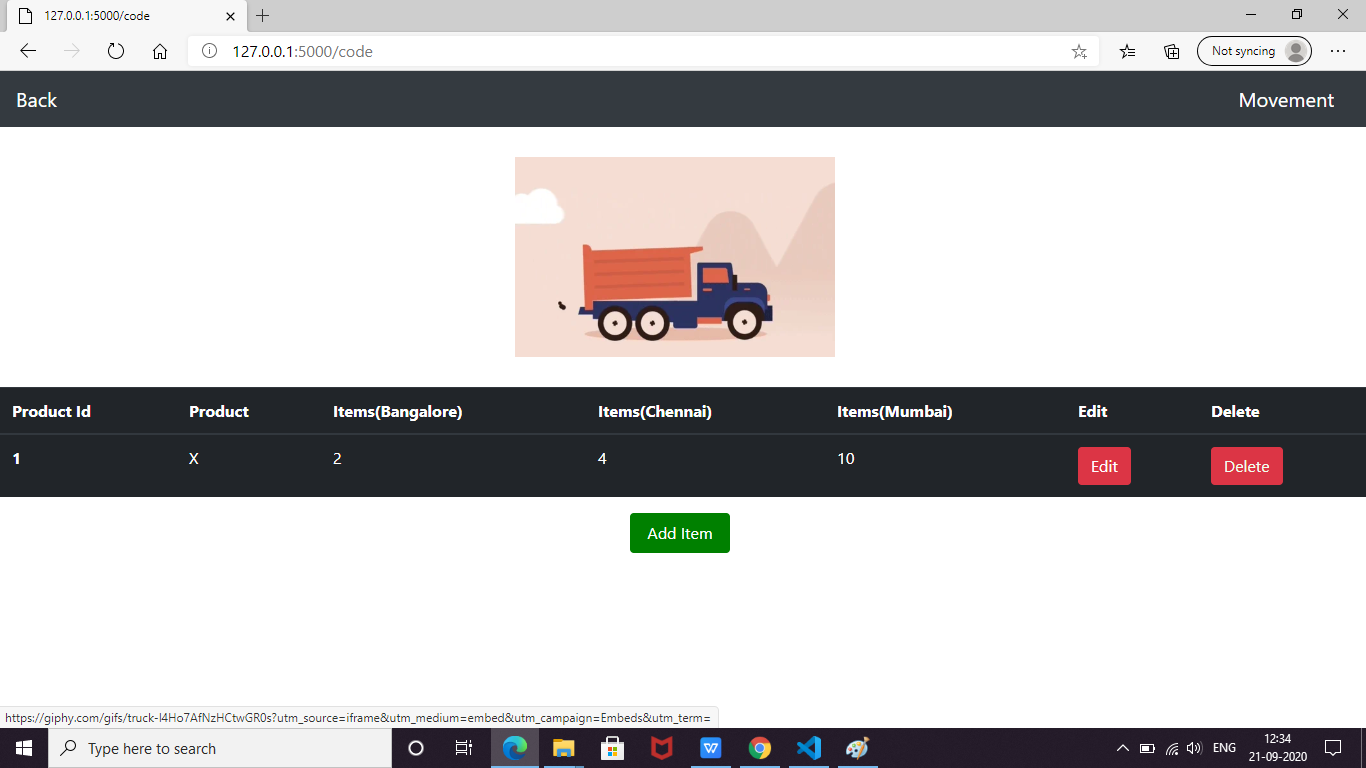 127.0.0.1:5000/code
127.0.0.1:5000/code
Not syncing
Back Movement
Product Id Product Items(Bangalore) Items(Chennai) Items(Mumbai) Edit Delete
1 X 2 4 10 Edit Delete
Add Item
https://giphy.com/gifs/truck-l4Ho7AfNzHCtwGR0s?utm_source=iframe&utm_medium=embed&utm_campaign=Embeds&utm_term=
Type here to search
W
ENG
12:34
21-09-2020